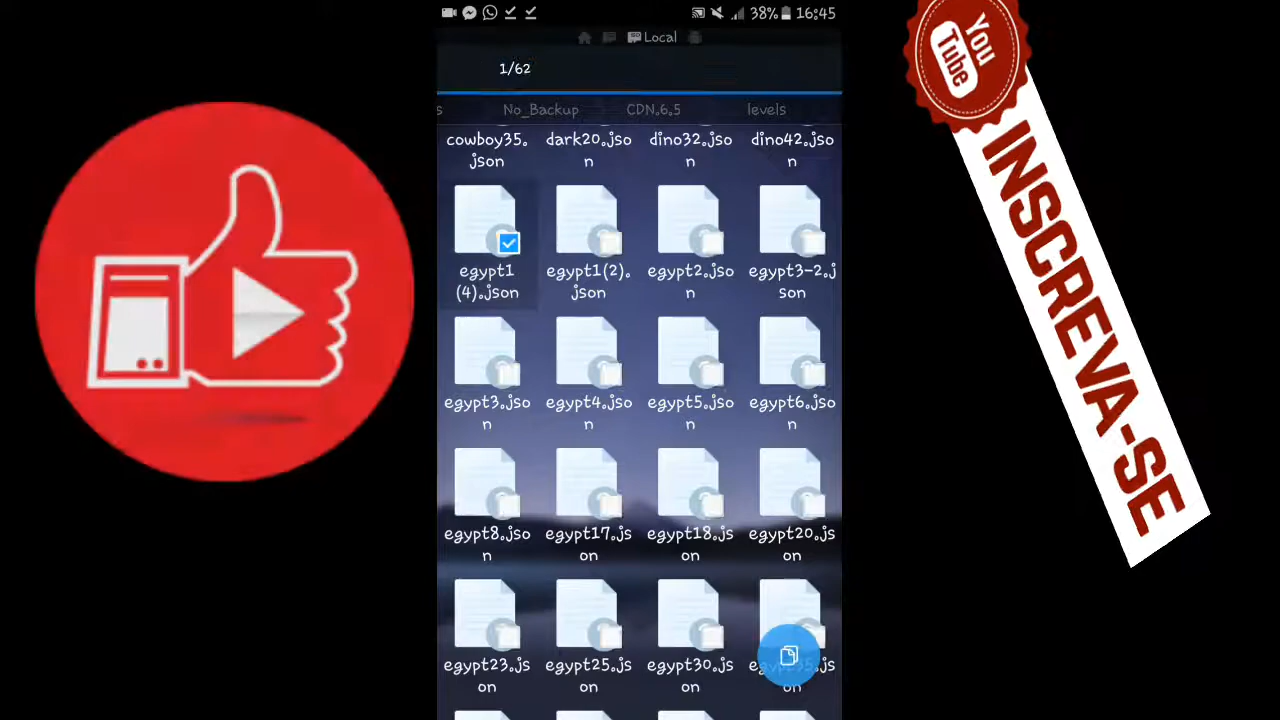 38% 16:45
Local
1/62
s No_Backup CDN.6.5 levels
cowboy35. dark20.jso dino32.jso dino42.jso
json n n n
egypt1 egypt1(2). egypt2.jso egypt3-2.j
(4).json json n son
egypt3.jso egypt4.jso egypt5.jso egypt6.jso
n n n n
egypt8.jso egypt17.js egypt18.js egypt20.js
n on on on
egypt23.js egypt25.js egypt30.js egypt35.js
on on on on
You
Tube
INSCREVA-SE